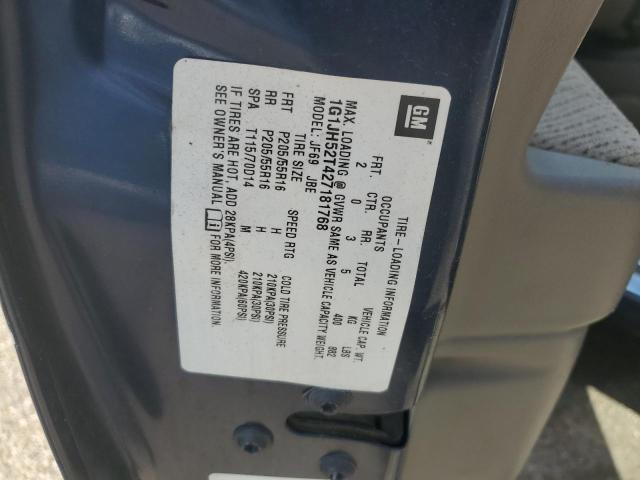 GM
TIRE-LOADING INFORMATION
OCCUPANTS VEHICLE CAP. WT.
FRT. CTR. RR. TOTAL KG LBS
2 0 3 5 400 882
MAX. LOADING @ GVWR SAME AS VEHICLE CAPACITY WEIGHT.
1G1JH52T427181768
MODEL: JF69 JBE
TIRE SIZE SPEED RTG COLD TIRE PRESSURE
FRT P205/55R16 H 210KPA(30PSI)
RR P205/55R16 H 210KPA(30PSI)
SPA T115/70D14 M 420KPA(60PSI)
IF TIRES ARE HOT, ADD 28KPA(4PSI).
SEE OWNER'S MANUAL FOR MORE INFORMATION.